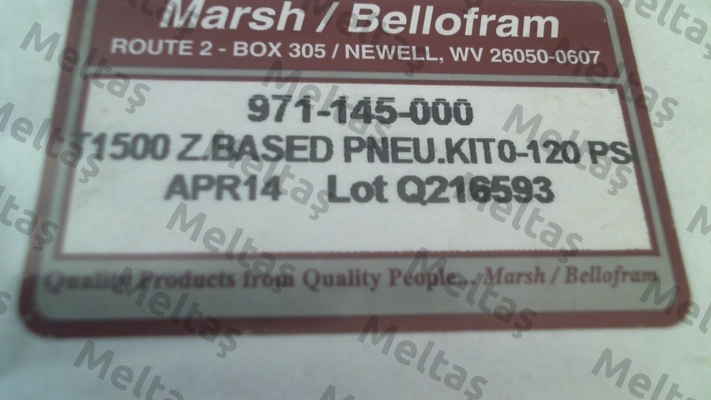 Marsh / Bellofram
ROUTE 2 - BOX 305 / NEWELL, WV 26050-0607
971-145-000
T1500 Z.BASED PNEU.KIT0-120 PSI
APR14 Lot Q216593
Quality Products from Quality People... Marsh / Bellofram
Meltaş